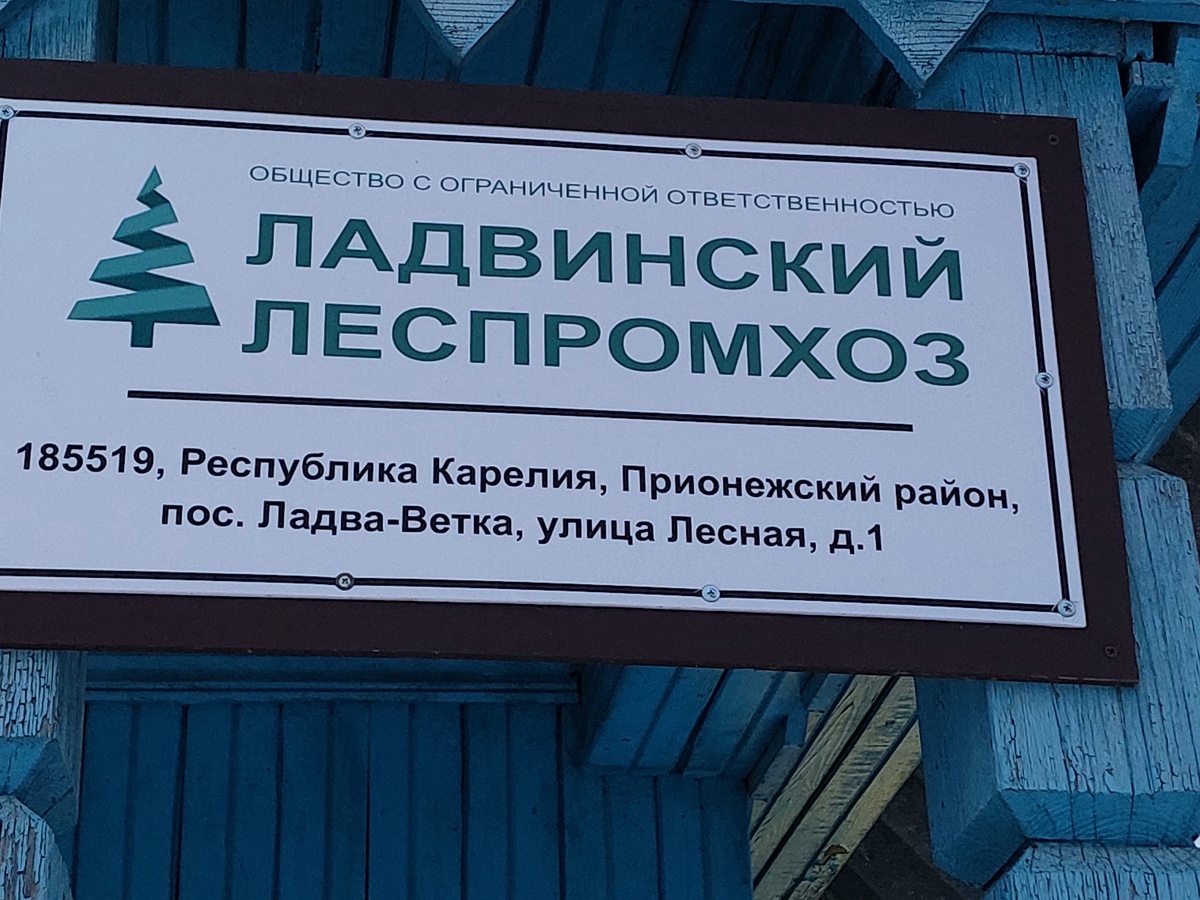 ОБЩЕСТВО С ОГРАНИЧЕННОЙ ОТВЕТСТВЕННОСТЬЮ
ЛАДВИНСКИЙ
ЛЕСПРОМХОЗ
185519, Республика Карелия, Прионежский район,
пос. Ладва-Ветка, улица Лесная, д.1